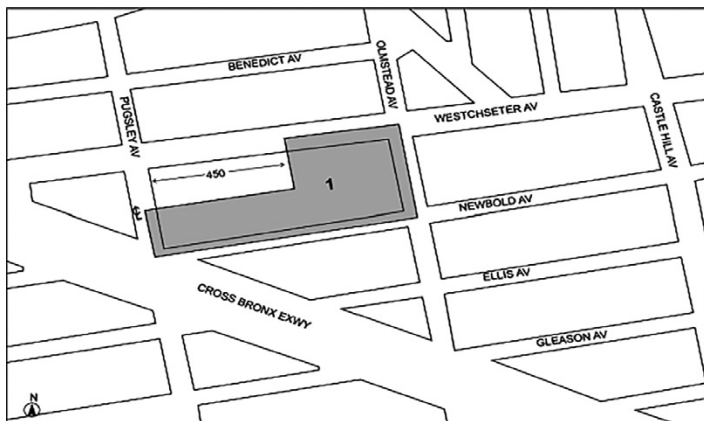 BENEDICT AV
OLMSTEAD AV
WESTCHSETER AV
PUGSLEY AV
CASTLE HILL AV
450
1
NEWBOLD AV
CL
ELLIS AV
CROSS BRONX EXWY
GLEASON AV
N